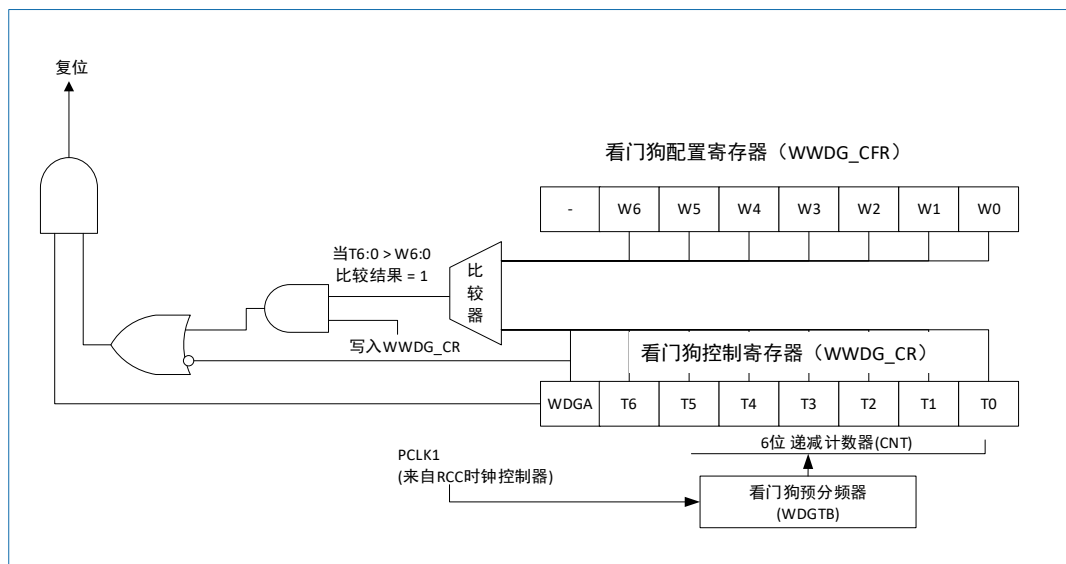 复位
看门狗配置寄存器（WWDG_CFR）
- W6 W5 W4 W3 W2 W1 W0
当T6:0 > W6:0
比较结果 = 1
比较器
写入WWDG_CR
看门狗控制寄存器（WWDG_CR）
WDGA T6 T5 T4 T3 T2 T1 T0
6位 递减计数器(CNT)
PCLK1
(来自RCC时钟控制器)
看门狗预分频器
(WDGTB)